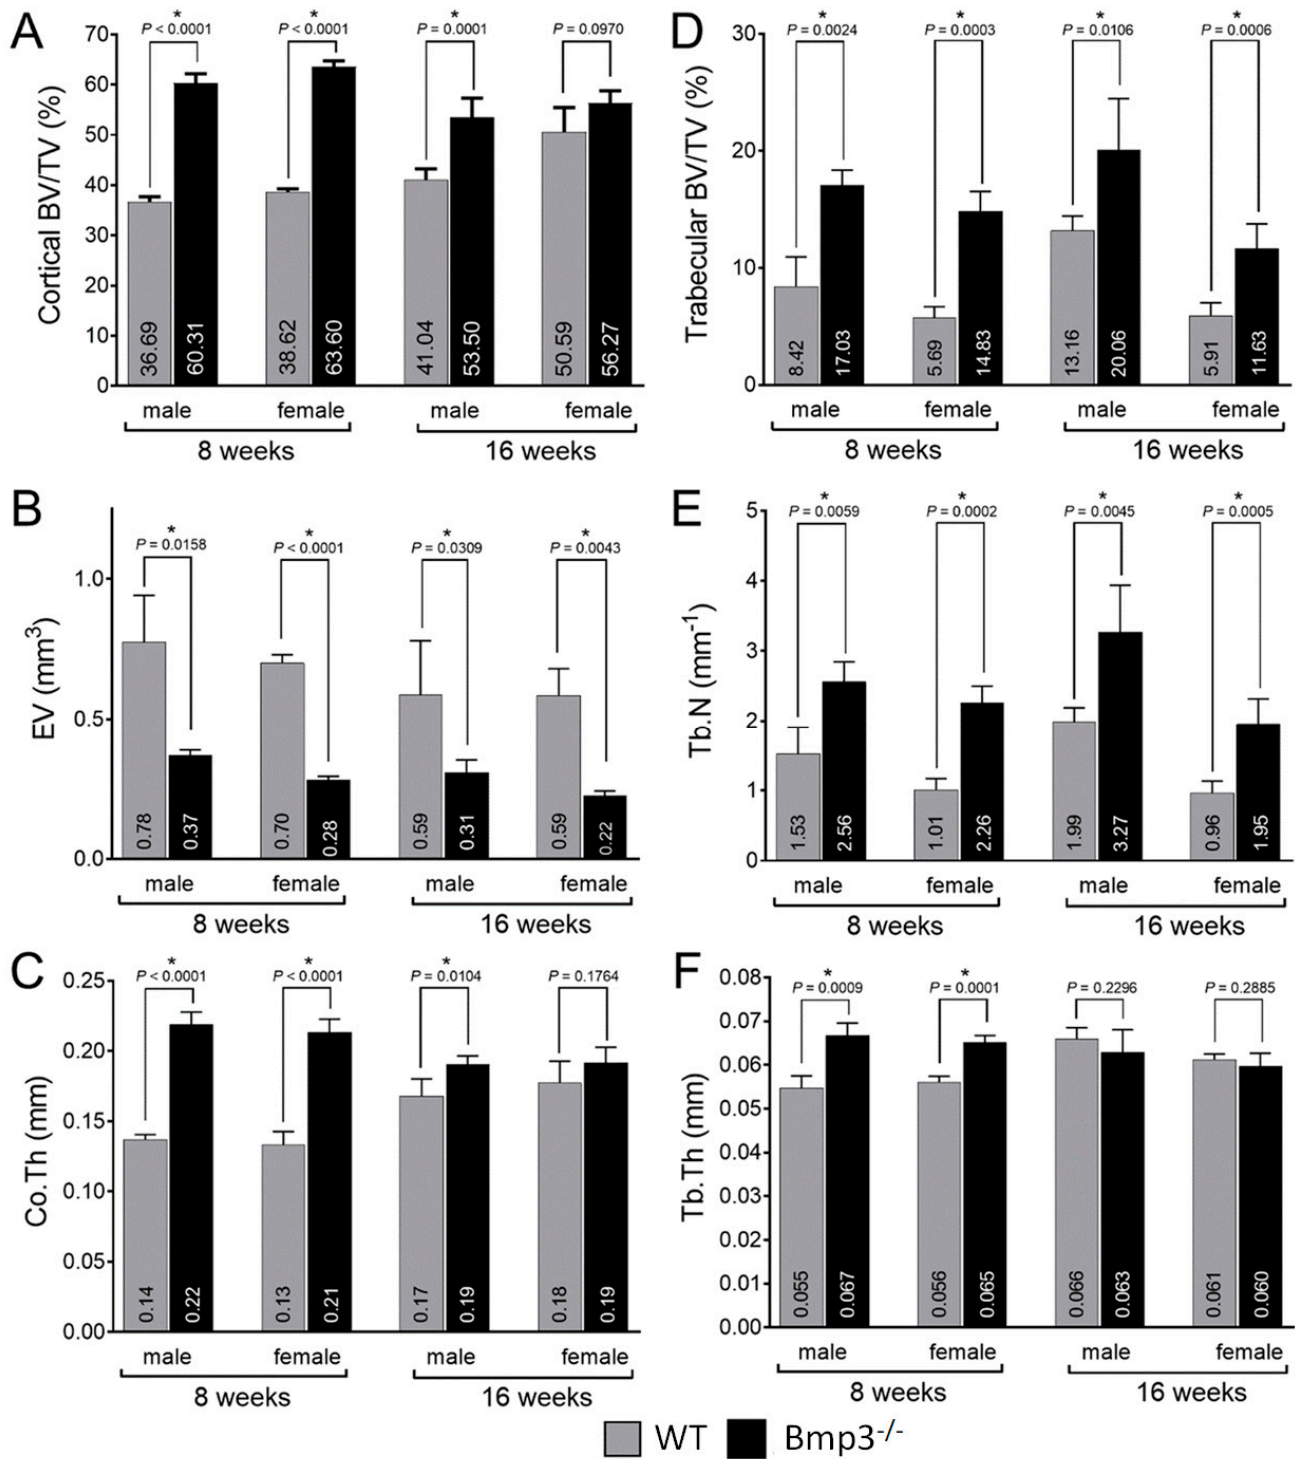 A
Cortical BV/TV (%)
70
60
50
40
30
20
10
0
*
P < 0.0001
*
P < 0.0001
*
P = 0.0001
P = 0.0970
36.69
60.31
38.62
63.60
41.04
53.50
50.59
56.27
male
female
male
female
8 weeks
16 weeks
D
Trabecular BV/TV (%)
30
20
10
0
*
P = 0.0024
*
P = 0.0003
*
P = 0.0106
*
P = 0.0006
8.42
17.03
5.69
14.83
13.16
20.06
5.91
11.63
male
female
male
female
8 weeks
16 weeks
B
EV (mm³)
1.0
0.5
0.0
*
P = 0.0158
*
P < 0.0001
*
P = 0.0309
*
P = 0.0043
0.78
0.37
0.70
0.28
0.59
0.31
0.59
0.22
male
female
male
female
8 weeks
16 weeks
E
Tb.N (mm⁻¹)
5
4
3
2
1
0
*
P = 0.0059
*
P = 0.0002
*
P = 0.0045
*
P = 0.0005
1.53
2.56
1.01
2.26
1.99
3.27
0.96
1.95
male
female
male
female
8 weeks
16 weeks
C
Co.Th (mm)
0.25
0.20
0.15
0.10
0.05
0.00
*
P < 0.0001
*
P < 0.0001
*
P = 0.0104
P = 0.1764
0.14
0.22
0.13
0.21
0.17
0.19
0.18
0.19
male
female
male
female
8 weeks
16 weeks
F
Tb.Th (mm)
0.08
0.07
0.06
0.05
0.04
0.03
0.02
0.01
0.00
*
P = 0.0009
*
P = 0.0001
P = 0.2296
P = 0.2885
0.055
0.067
0.056
0.065
0.066
0.063
0.061
0.060
male
female
male
female
8 weeks
16 weeks
WT
Bmp3⁻/⁻